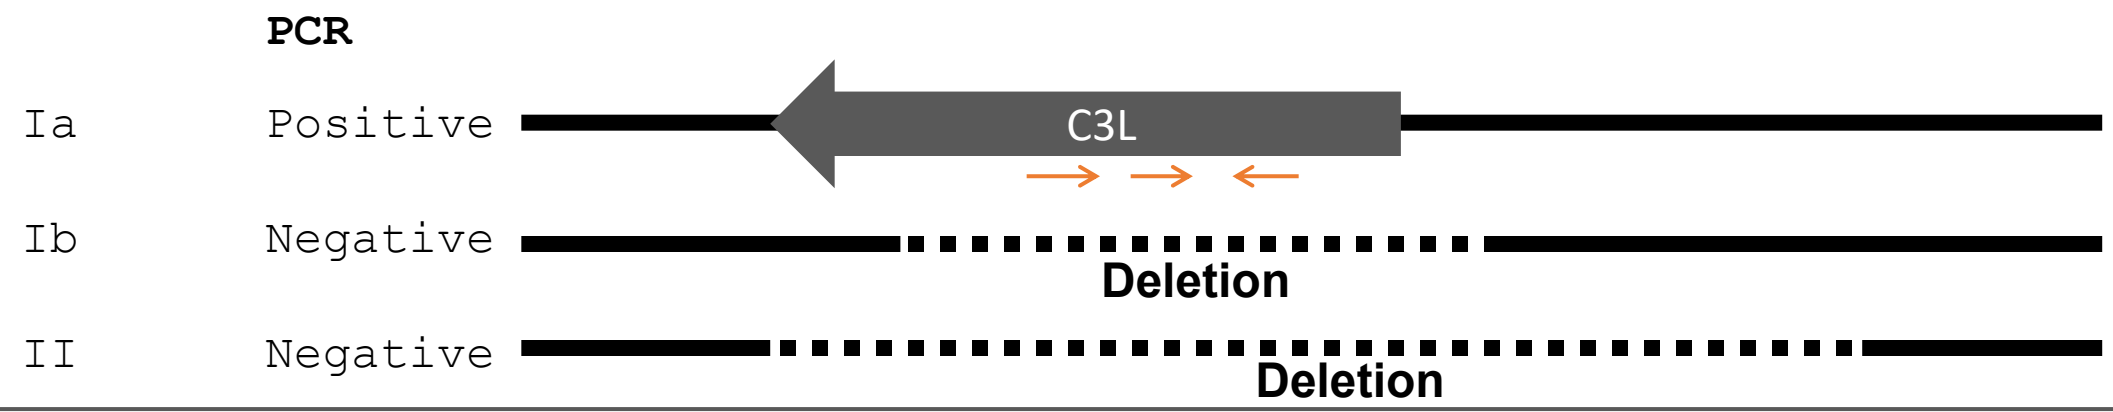 PCR
Ia Positive C3L
Ib Negative
Deletion
II Negative
Deletion